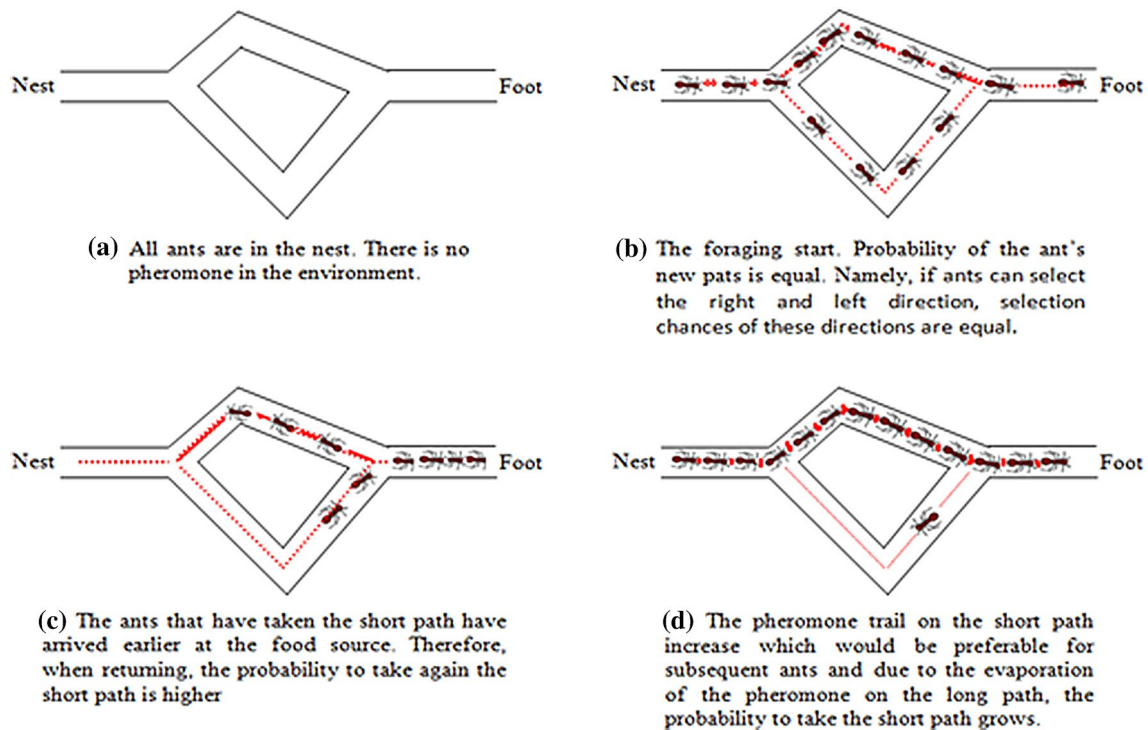 Nest
Foot
(a) All ants are in the nest. There is no
pheromone in the environment.
Nest
Foot
(b) The foraging start. Probability of the ant's
new pats is equal. Namely, if ants can select
the right and left direction, selection
chances of these directions are equal.
Nest
Foot
(c) The ants that have taken the short path have
arrived earlier at the food source. Therefore,
when returning, the probability to take again the
short path is higher
Nest
Foot
(d) The pheromone trail on the short path
increase which would be preferable for
subsequent ants and due to the evaporation
of the pheromone on the long path, the
probability to take the short path grows.